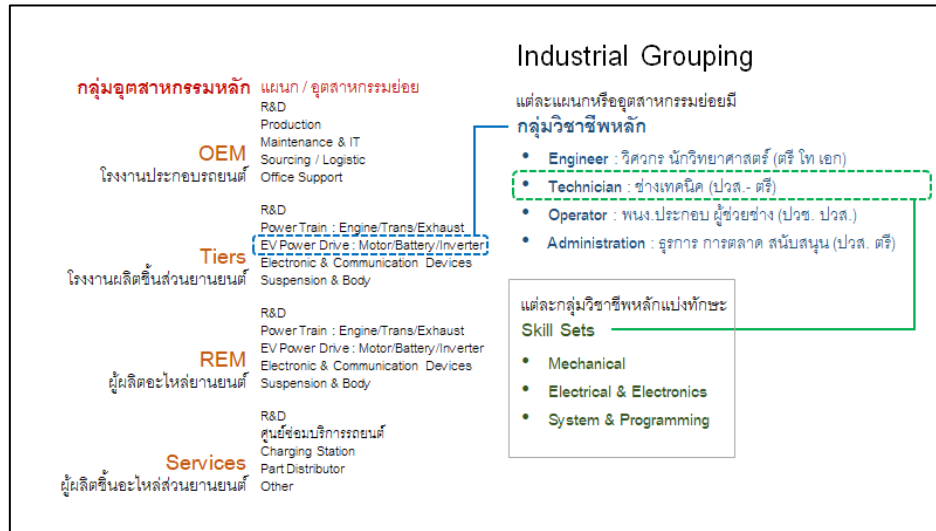 Industrial Grouping
กลุ่มอุตสาหกรรมหลัก แผนก / อุตสาหกรรมย่อย
OEM
โรงงานประกอบรถยนต์
R&D
Production
Maintenance & IT
Sourcing / Logistic
Office Support
Tiers
โรงงานผลิตชิ้นส่วนยานยนต์
R&D
Power Train : Engine/Trans/Exhaust
EV Power Drive : Motor/Battery/Inverter
Electronic & Communication Devices
Suspension & Body
REM
ผู้ผลิตอะไหล่ยานยนต์
R&D
Power Train : Engine/Trans/Exhaust
EV Power Drive : Motor/Battery/Inverter
Electronic & Communication Devices
Suspension & Body
Services
ผู้ผลิตชิ้นอะไหล่ส่วนยานยนต์
R&D
ศูนย์ซ่อมบริการรถยนต์
Charging Station
Part Distributor
Other
แต่ละแผนกหรืออุตสาหกรรมย่อยมี
กลุ่มวิชาชีพหลัก
• Engineer : วิศวกร นักวิทยาศาสตร์ (ตรี โท เอก)
• Technician : ช่างเทคนิค (ปวส.- ตรี)
• Operator : พนง.ประกอบ ผู้ช่วยช่าง (ปวช. ปวส.)
• Administration : ธุรการ การตลาด สนับสนุน (ปวส. ตรี)
แต่ละกลุ่มวิชาชีพหลักแบ่งทักษะ
Skill Sets
• Mechanical
• Electrical & Electronics
• System & Programming